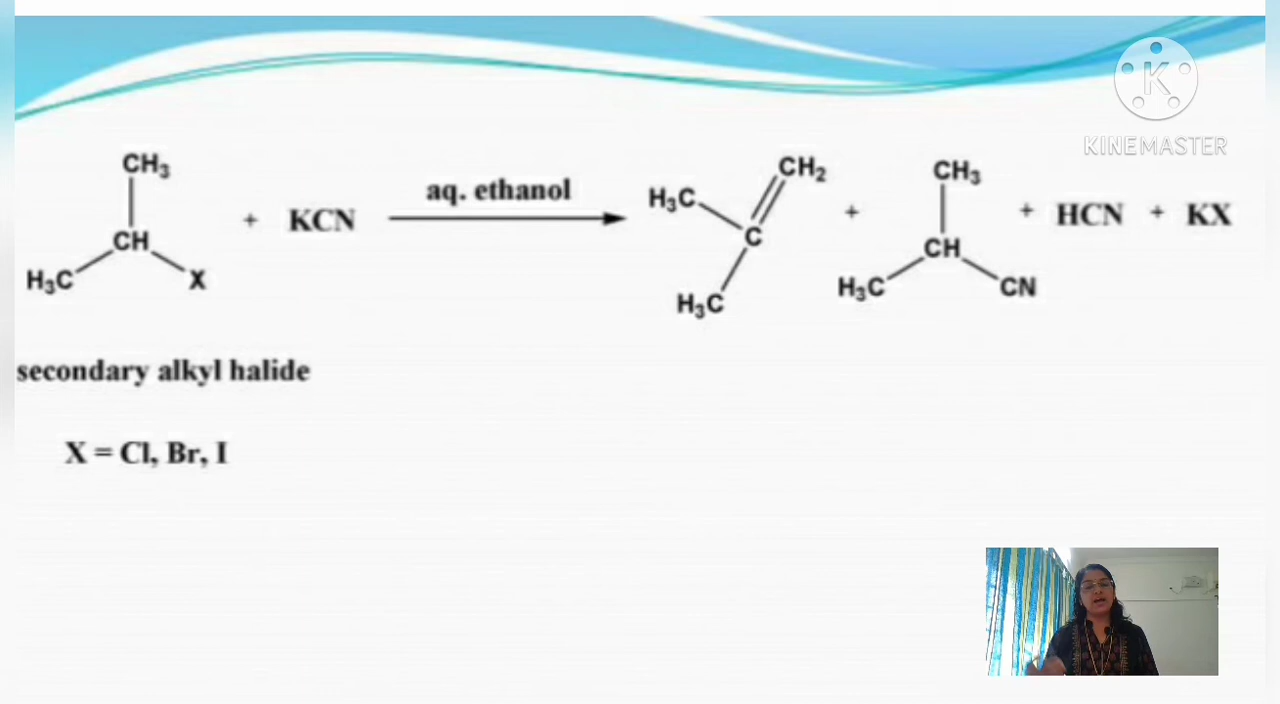 K
KINEMASTER
CH3
CH
H3C
X
+ KCN
aq. ethanol
H3C
CH2
C
H3C
+
CH3
CH
H3C
CN
+ HCN + KX
secondary alkyl halide
X = Cl, Br, I